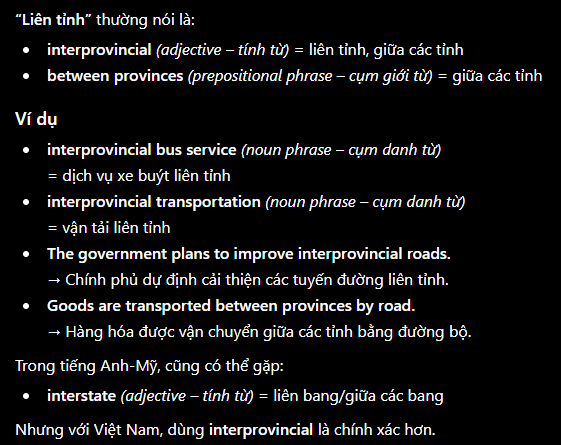 “Liên tỉnh” thường nói là:
• interprovincial (adjective – tính từ) = liên tỉnh, giữa các tỉnh
• between provinces (prepositional phrase – cụm giới từ) = giữa các tỉnh
Ví dụ
• interprovincial bus service (noun phrase – cụm danh từ)
= dịch vụ xe buýt liên tỉnh
• interprovincial transportation (noun phrase – cụm danh từ)
= vận tải liên tỉnh
• The government plans to improve interprovincial roads.
→ Chính phủ dự định cải thiện các tuyến đường liên tỉnh.
• Goods are transported between provinces by road.
→ Hàng hóa được vận chuyển giữa các tỉnh bằng đường bộ.
Trong tiếng Anh-Mỹ, cũng có thể gặp:
• interstate (adjective – tính từ) = liên bang/giữa các bang
Nhưng với Việt Nam, dùng interprovincial là chính xác hơn.